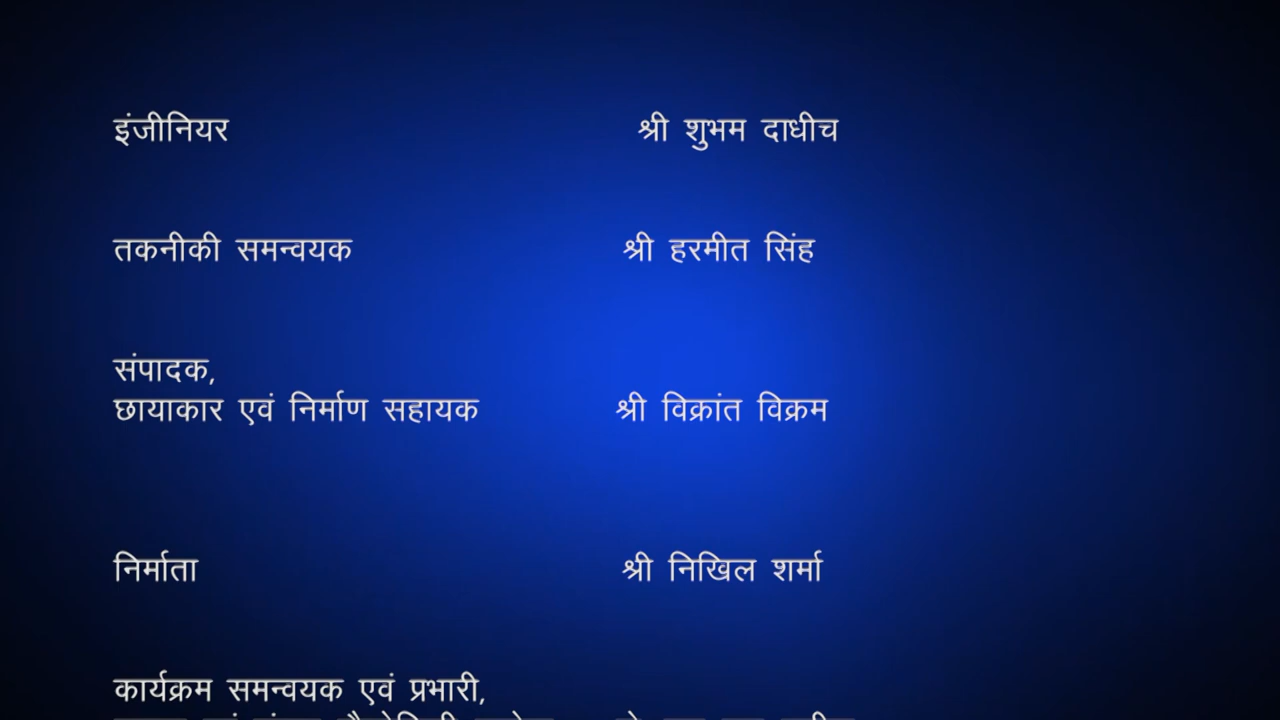 इंजीनियर श्री शुभम दाधीच
तकनीकी समन्वयक श्री हरमीत सिंह
संपादक,
छायाकार एवं निर्माण सहायक श्री विक्रांत विक्रम
निर्माता श्री निखिल शर्मा
कार्यक्रम समन्वयक एवं प्रभारी,